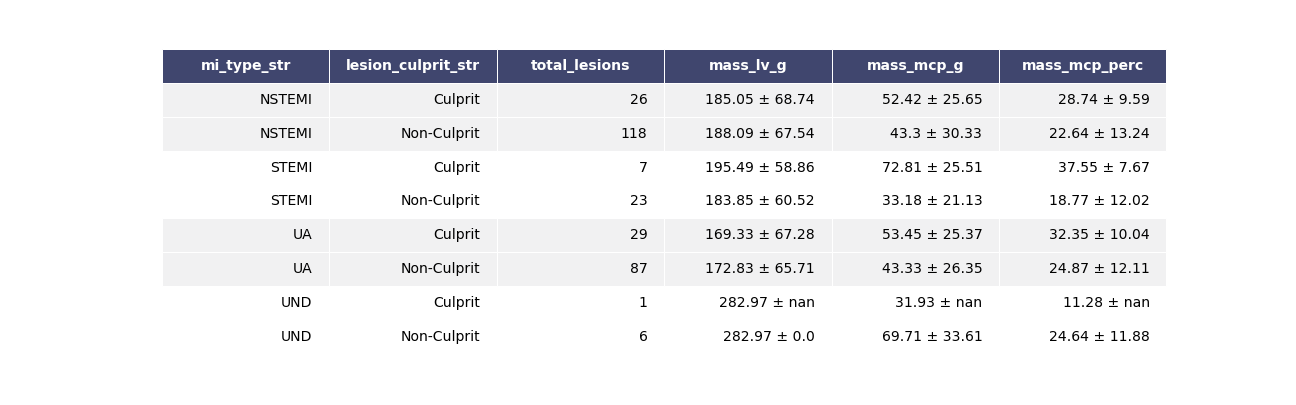 mi_type_str lesion_culprit_str total_lesions mass_lv_g mass_mcp_g mass_mcp_perc
NSTEMI Culprit 26 185.05 ± 68.74 52.42 ± 25.65 28.74 ± 9.59
NSTEMI Non-Culprit 118 188.09 ± 67.54 43.3 ± 30.33 22.64 ± 13.24
STEMI Culprit 7 195.49 ± 58.86 72.81 ± 25.51 37.55 ± 7.67
STEMI Non-Culprit 23 183.85 ± 60.52 33.18 ± 21.13 18.77 ± 12.02
UA Culprit 29 169.33 ± 67.28 53.45 ± 25.37 32.35 ± 10.04
UA Non-Culprit 87 172.83 ± 65.71 43.33 ± 26.35 24.87 ± 12.11
UND Culprit 1 282.97 ± nan 31.93 ± nan 11.28 ± nan
UND Non-Culprit 6 282.97 ± 0.0 69.71 ± 33.61 24.64 ± 11.88